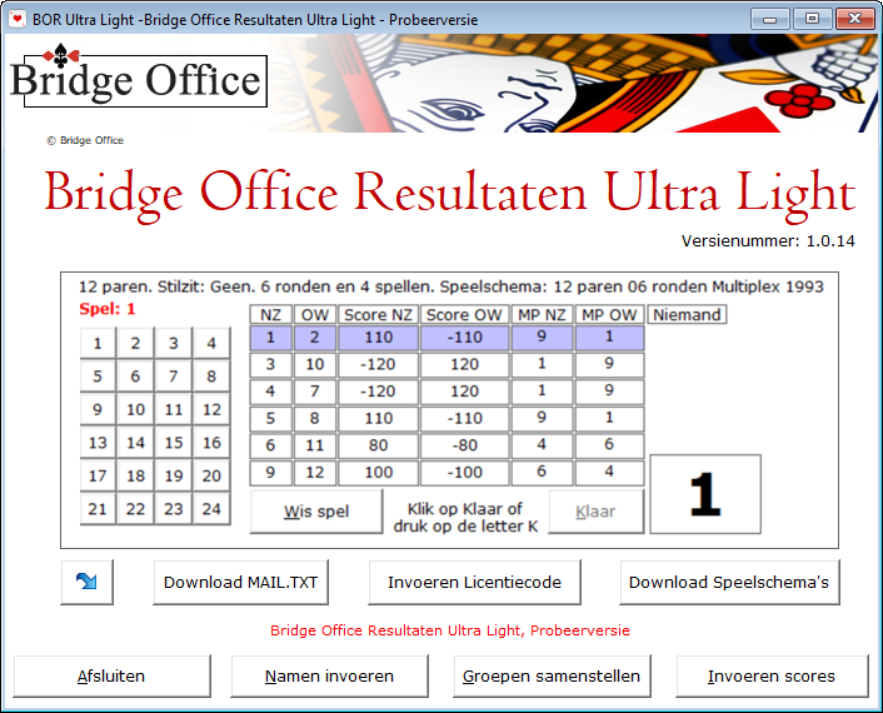 BOR Ultra Light -Bridge Office Resultaten Ultra Light - Probeerversie
Bridge Office
© Bridge Office
Bridge Office Resultaten Ultra Light
Versienummer: 1.0.14
12 paren. Stilzit: Geen. 6 ronden en 4 spellen. Speelschema: 12 paren 06 ronden Multiplex 1993
Spel: 1
1 2 3 4
5 6 7 8
9 10 11 12
13 14 15 16
17 18 19 20
21 22 23 24
NZ OW Score NZ Score OW MP NZ MP OW Niemand
1 2 110 -110 9 1
3 10 -120 120 1 9
4 7 -120 120 1 9
5 8 110 -110 9 1
6 11 80 -80 4 6
9 12 100 -100 6 4
Wis spel
Klik op Klaar of
druk op de letter K
Klaar
1
Download MAIL.TXT
Invoeren Licentiecode
Download Speelschema's
Bridge Office Resultaten Ultra Light, Probeerversie
Afsluiten
Namen invoeren
Groepen samenstellen
Invoeren scores